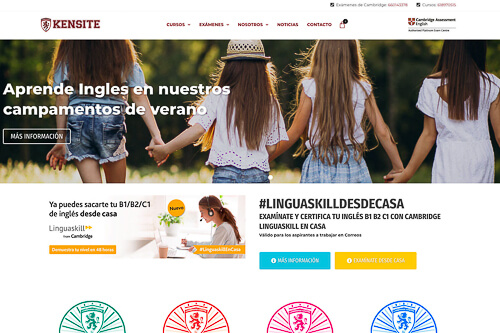 Exámenes de Cambridge: 660143278 Cursos:
KENSITE
CURSOS EXÁMENES NOSOTROS NOTICIAS CONTACTO
Cambridge Assessment
English
Authorised Platinum Exam Centre
Aprende Ingles en nuestros
campamentos de verano
MÁS INFORMACIÓN
Ya puedes sacarte tu B1/B2/C1
de inglés desde casa
Nuevo
Linguaskill
from Cambridge
Demuestra tu nivel en 48 horas
#LinguaskillEnCasa
#LINGUASKILLDESDECASA
EXAMÍNATE Y CERTIFICA TU INGLÉS B1 B2 C1 CON CAMBRIDGE
LINGUASKILL EN CASA
Válido para los aspirantes a trabajar en Correos
MÁS INFORMACIÓN
EXAMÍNATE DESDE CASA